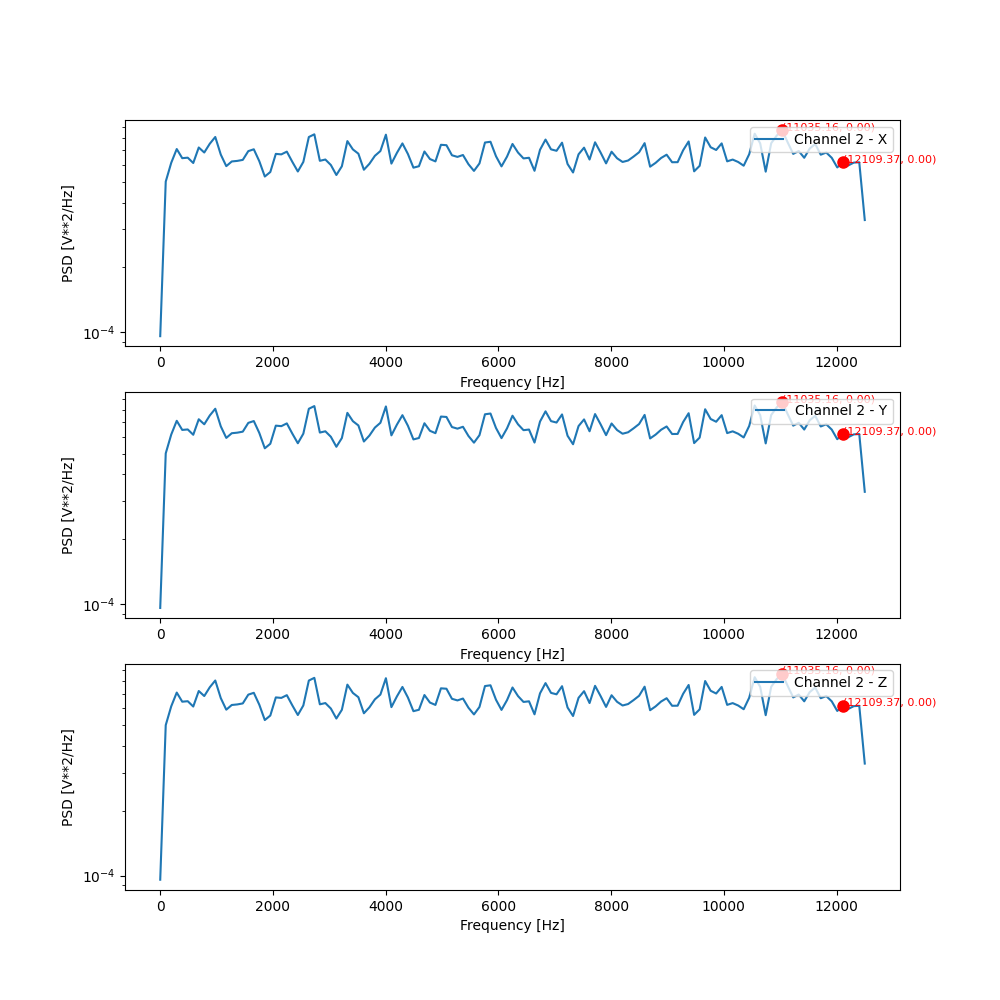 (11035.16, 0.00)
Channel 2 - X
(12109.37, 0.00)
PSD [V**2/Hz]
10⁻⁴
0 2000 4000 6000 8000 10000 12000
Frequency [Hz]
(11035.16, 0.00)
Channel 2 - Y
(12109.37, 0.00)
PSD [V**2/Hz]
10⁻⁴
0 2000 4000 6000 8000 10000 12000
Frequency [Hz]
(11035.16, 0.00)
Channel 2 - Z
(12109.37, 0.00)
PSD [V**2/Hz]
10⁻⁴
0 2000 4000 6000 8000 10000 12000
Frequency [Hz]